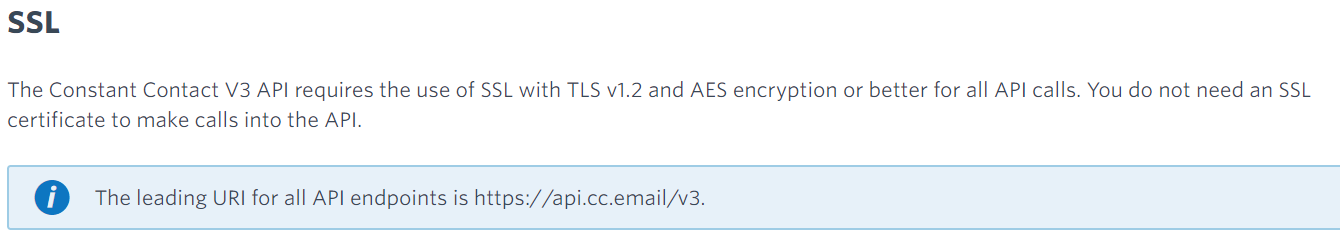 SSL
The Constant Contact V3 API requires the use of SSL with TLS v1.2 and AES encryption or better for all API calls. You do not need an SSL
certificate to make calls into the API.
The leading URI for all API endpoints is https://api.cc.email/v3.